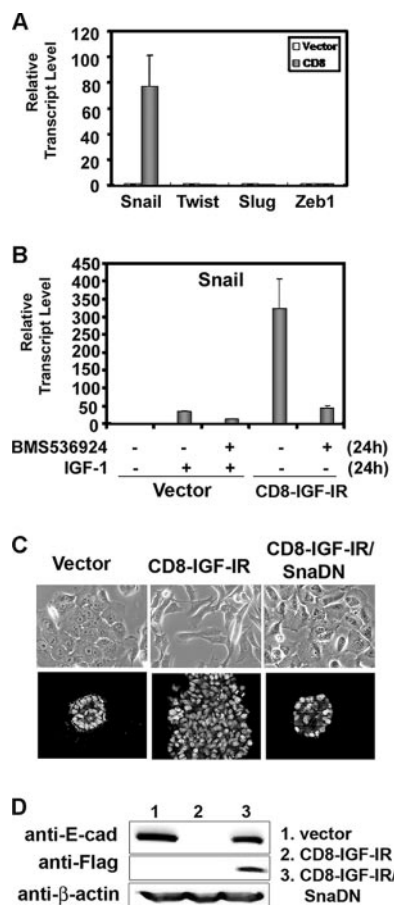 A
Relative
Transcript Level
120
100
80
60
40
20
0
Vector
CD8
Snail Twist Slug Zeb1
B
Snail
Relative
Transcript Level
450
400
350
300
250
200
150
100
50
0
BMS536924 - - + - + (24h)
IGF-1 - + + - - (24h)
Vector CD8-IGF-IR
C
Vector
CD8-IGF-IR
CD8-IGF-IR/
SnaDN
D
1 2 3
anti-E-cad
anti-Flag
anti-β-actin
1. vector
2. CD8-IGF-IR
3. CD8-IGF-IR/
SnaDN